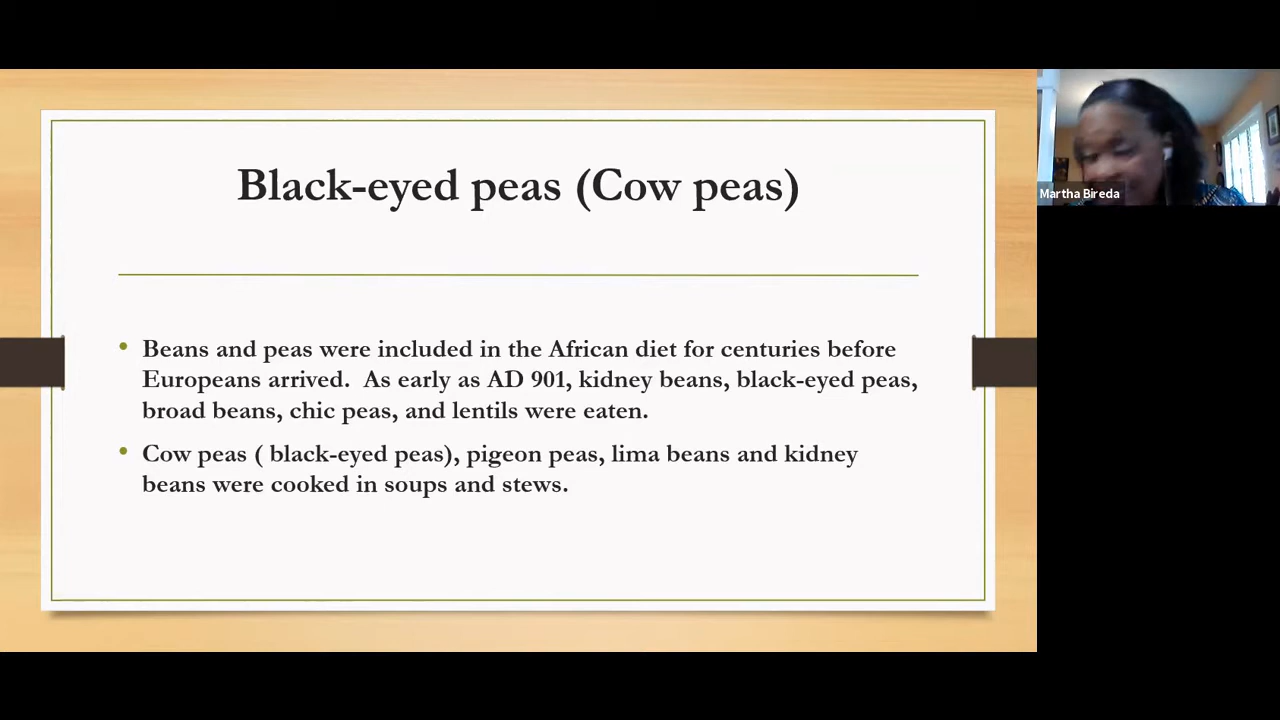 Black-eyed peas (Cow peas)
• Beans and peas were included in the African diet for centuries before
Europeans arrived.  As early as AD 901, kidney beans, black-eyed peas,
broad beans, chic peas, and lentils were eaten.
• Cow peas ( black-eyed peas), pigeon peas, lima beans and kidney
beans were cooked in soups and stews.
Martha Bireda